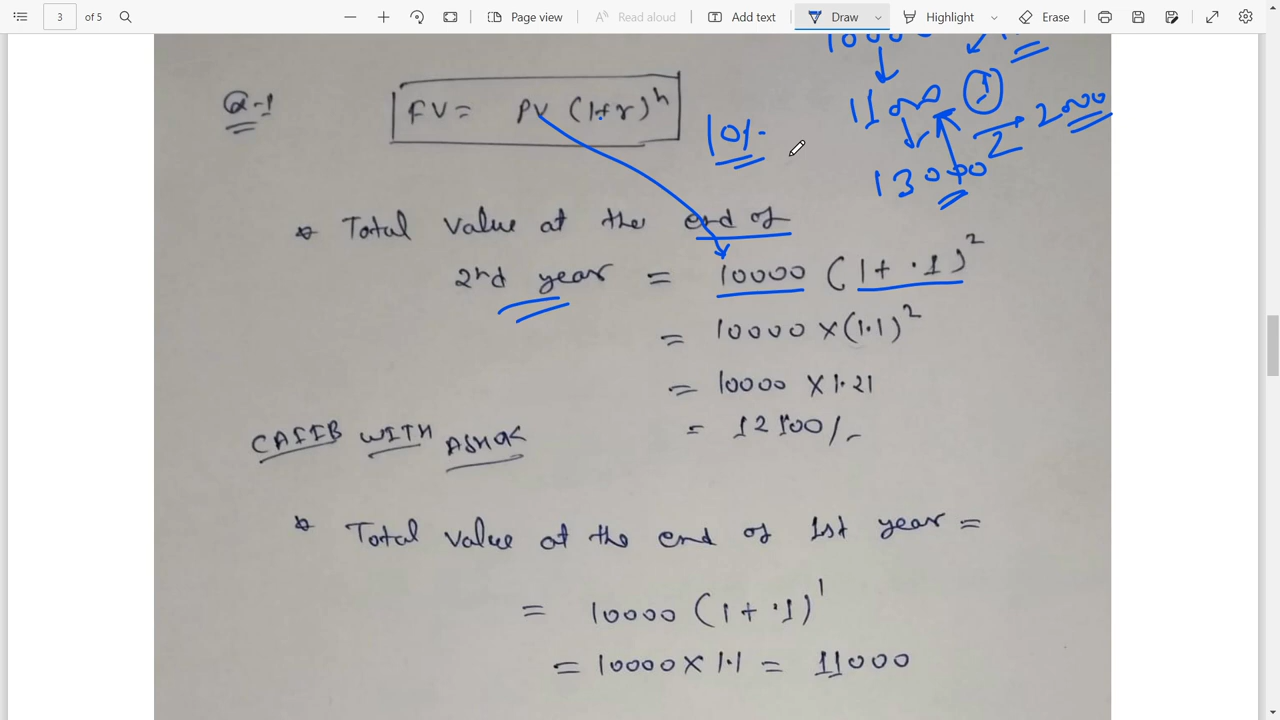 3 of 5
Page view
Read aloud
Add text
Draw
Highlight
Erase
11000 1
2 → 2000
13000
Q-1
FV = PV (1+r)^n
10%
* Total value at the end of
2nd year = 10000 (1 + .1)^2
= 10000 × (1.1)^2
= 10000 × 1.21
= 12100/-
CAIIB WITH ASHOK
* Total value at the end of 1st year =
= 10000 (1 + .1)^1
= 10000 × 1.1 = 11000